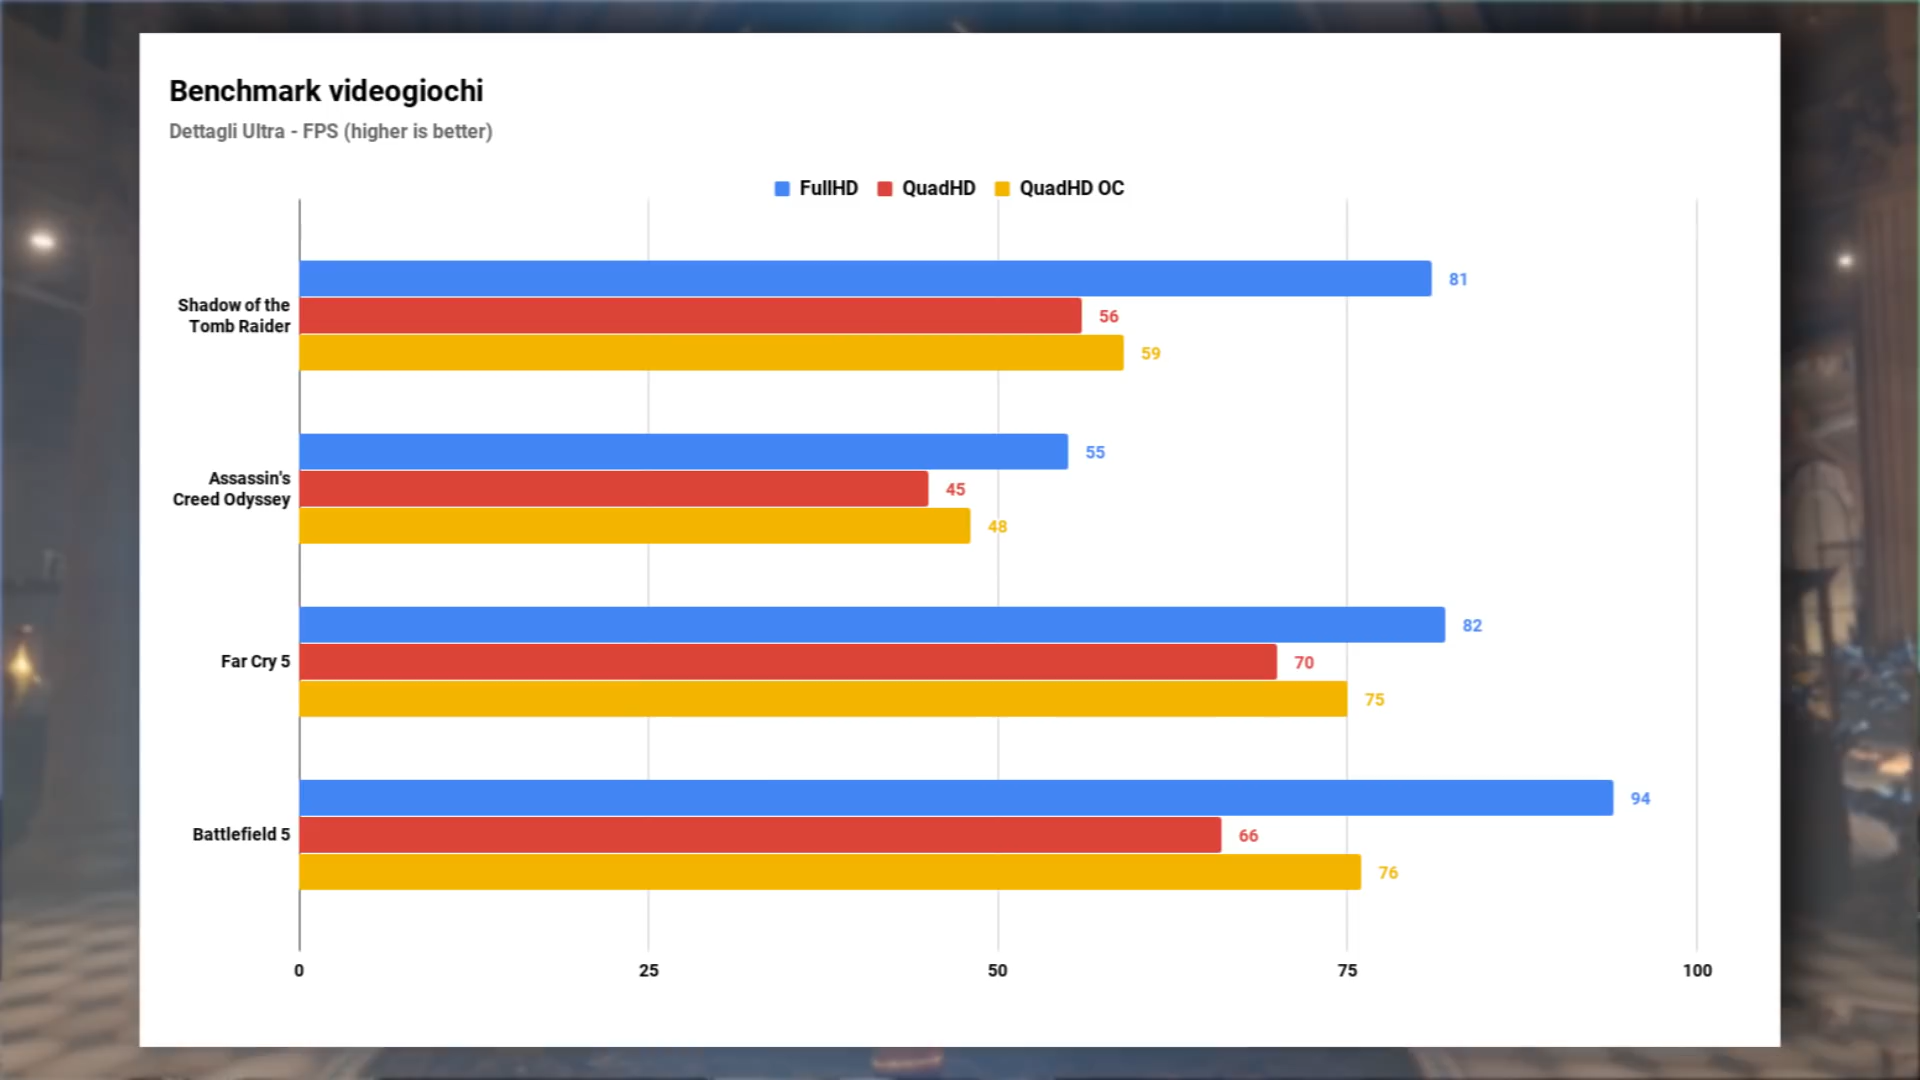 Benchmark videogiochi
Dettagli Ultra - FPS (higher is better)
FullHD QuadHD QuadHD OC
Shadow of the
Tomb Raider
81
56
59
Assassin's
Creed Odyssey
55
45
48
Far Cry 5
82
70
75
Battlefield 5
94
66
76
0 25 50 75 100